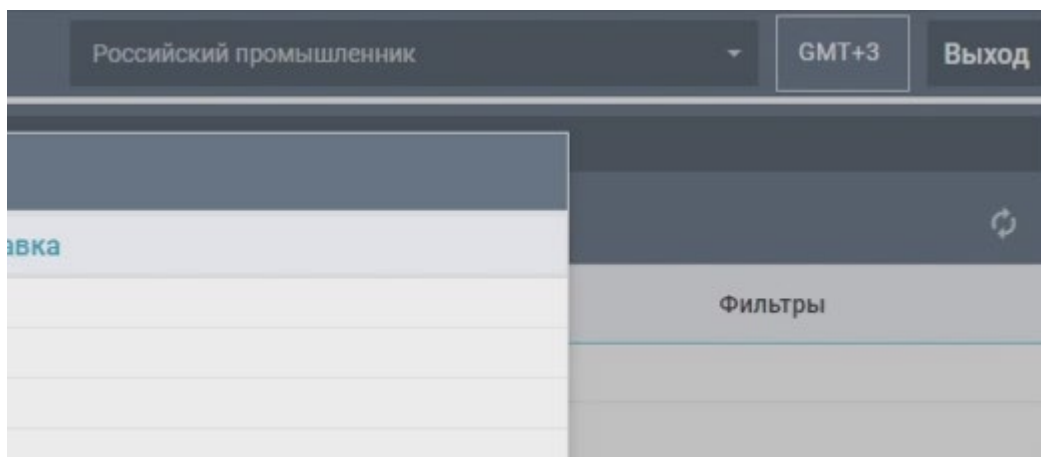 Российский промышленник
GMT+3
Выход
авка
Фильтры